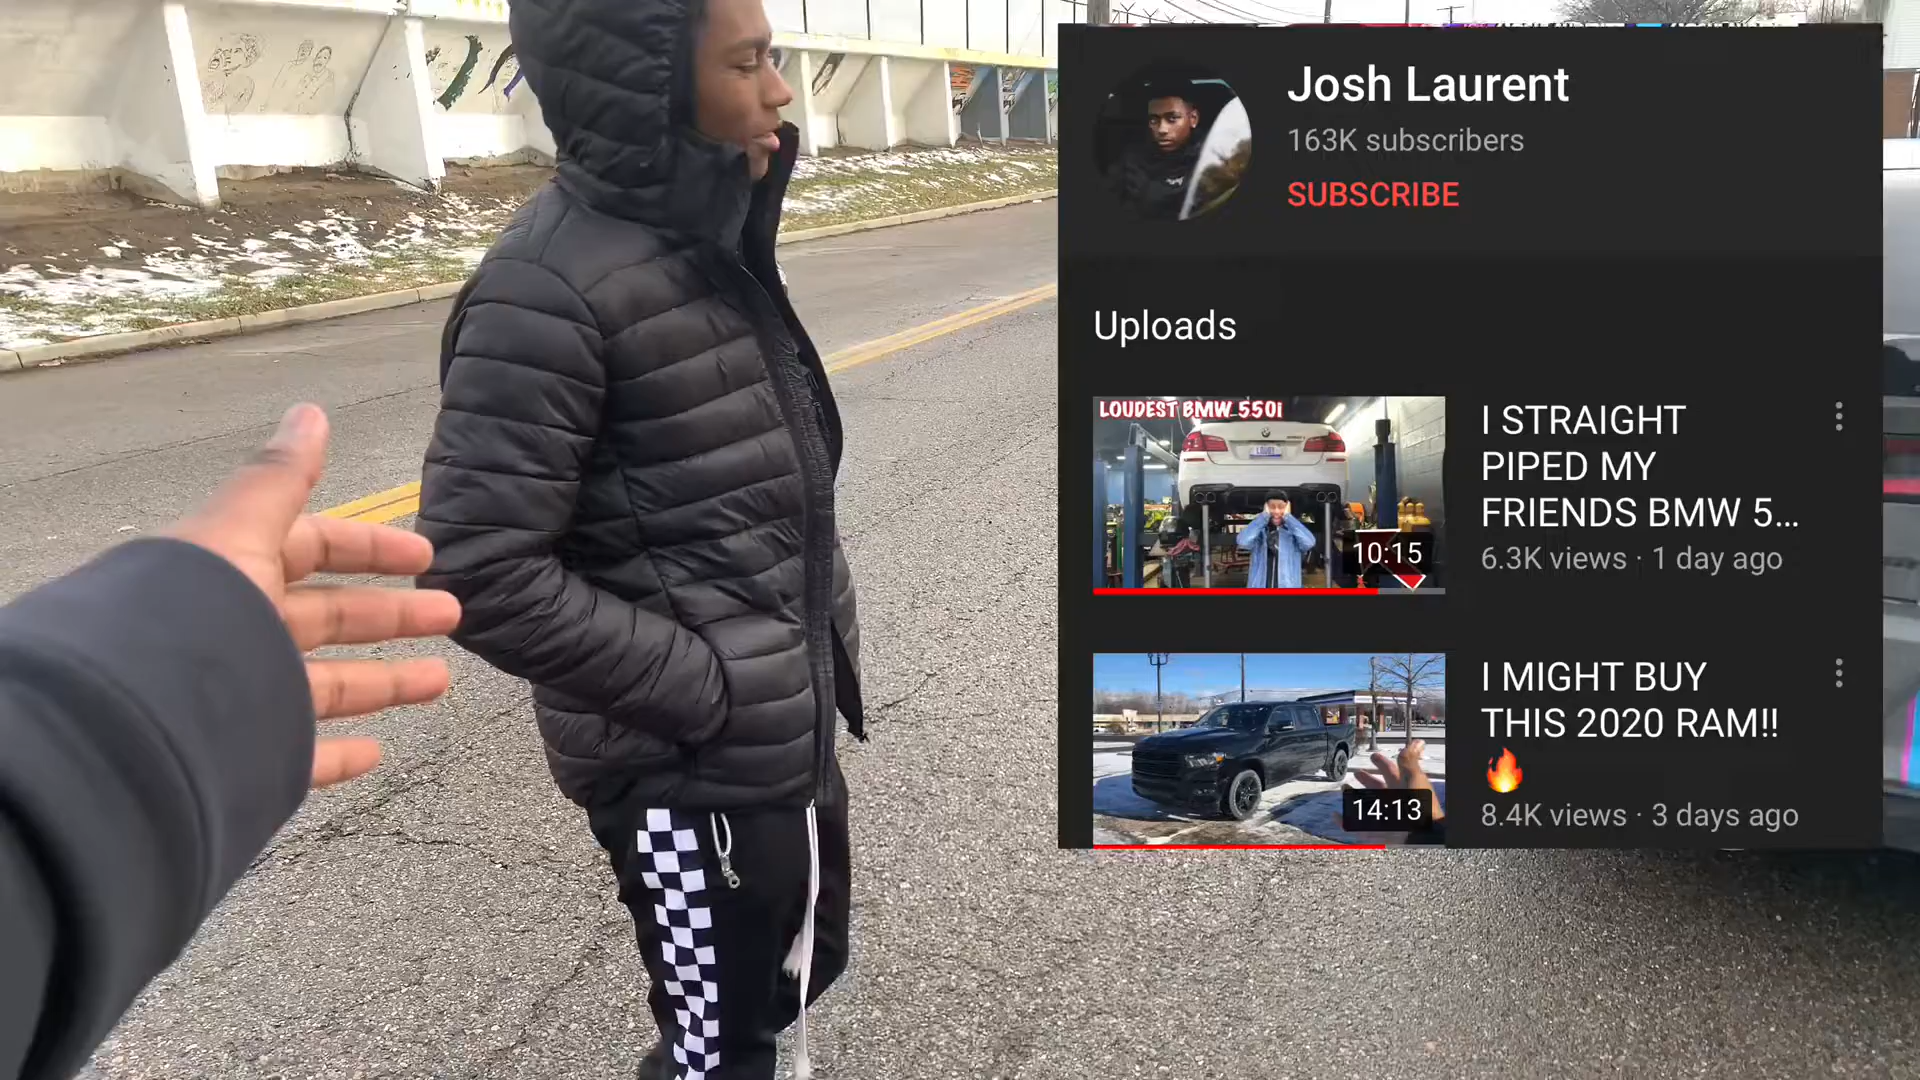 Josh Laurent
163K subscribers
SUBSCRIBE
Uploads
LOUDEST BMW 550I
10:15
I STRAIGHT
PIPED MY
FRIENDS BMW 5...
6.3K views · 1 day ago
14:13
I MIGHT BUY
THIS 2020 RAM!!
🔥
8.4K views · 3 days ago